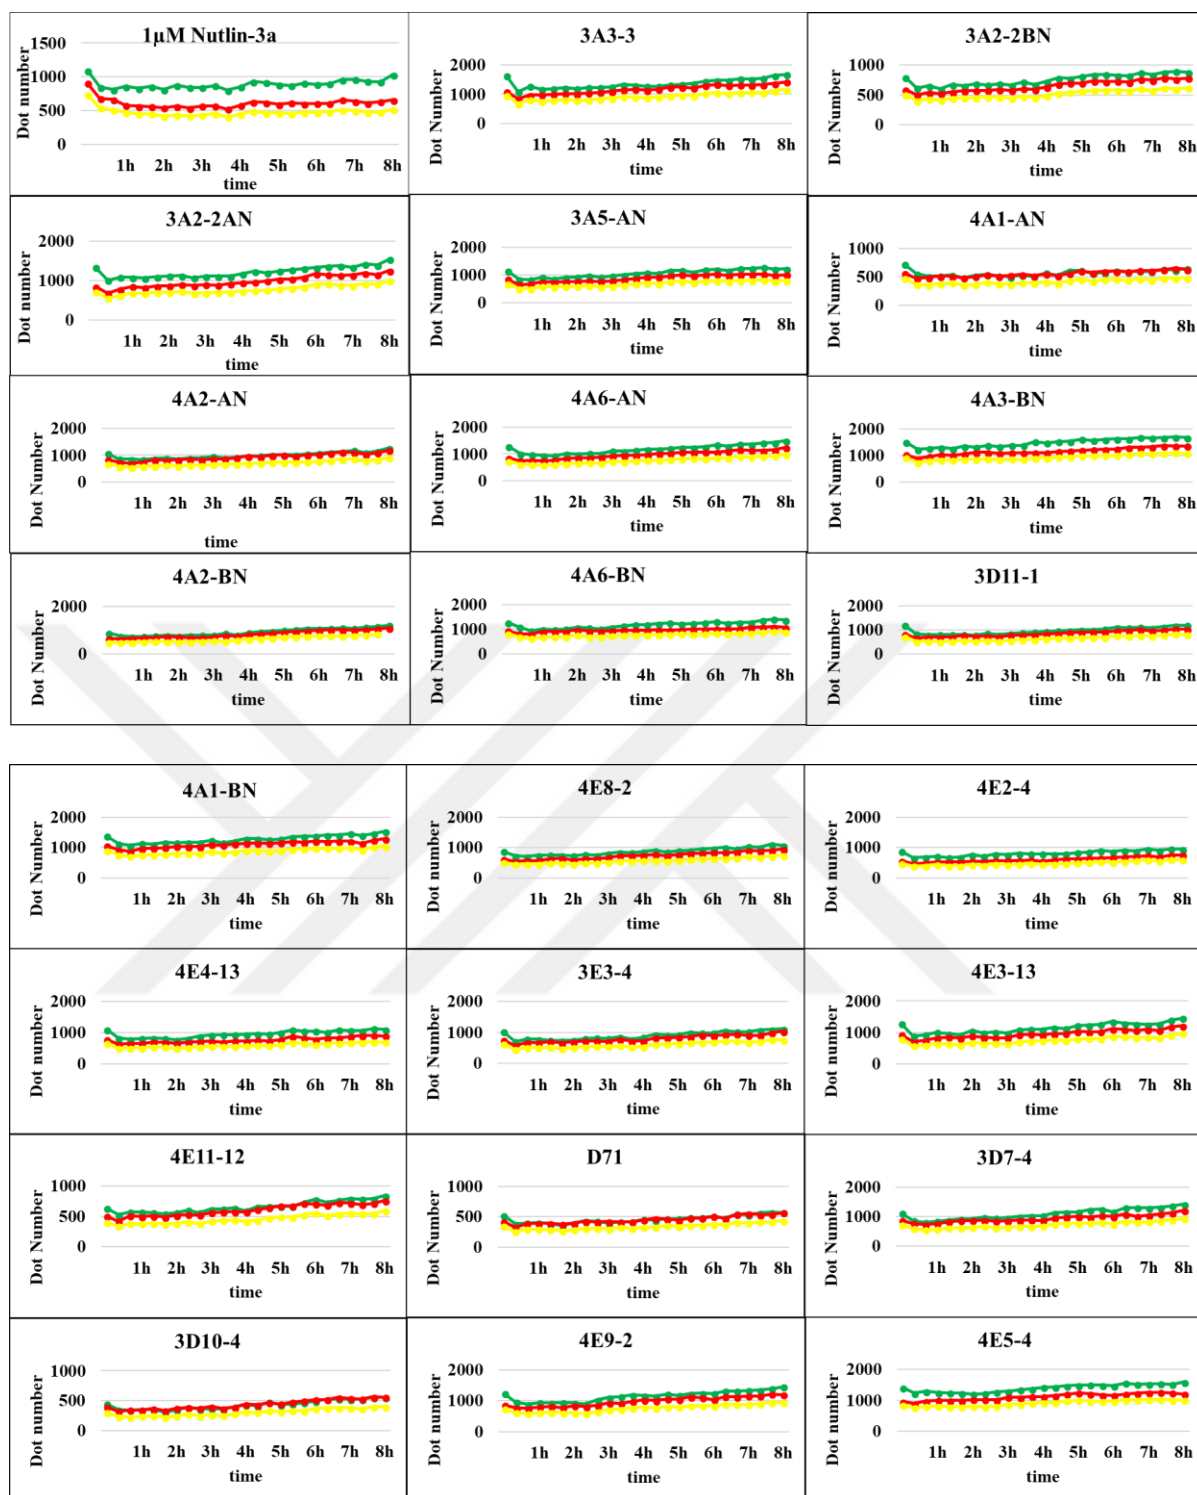 1µM Nutlin-3a
Dot number
1500
1000
500
0
1h 2h 3h 4h 5h 6h 7h 8h
time
3A3-3
Dot Number
2000
1000
0
1h 2h 3h 4h 5h 6h 7h 8h
time
3A2-2BN
Dot Number
1000
500
0
1h 2h 3h 4h 5h 6h 7h 8h
time
3A2-2AN
Dot Number
2000
1000
0
1h 2h 3h 4h 5h 6h 7h 8h
time
3A5-AN
Dot Number
2000
1000
0
1h 2h 3h 4h 5h 6h 7h 8h
time
4A1-AN
Dot Number
1000
500
0
1h 2h 3h 4h 5h 6h 7h 8h
time
4A2-AN
Dot Number
2000
1000
0
1h 2h 3h 4h 5h 6h 7h 8h
time
4A6-AN
Dot Number
2000
1000
0
1h 2h 3h 4h 5h 6h 7h 8h
time
4A3-BN
Dot Number
2000
1000
0
1h 2h 3h 4h 5h 6h 7h 8h
time
4A2-BN
Dot Number
2000
0
1h 2h 3h 4h 5h 6h 7h 8h
time
4A6-BN
Dot Number
2000
1000
0
1h 2h 3h 4h 5h 6h 7h 8h
time
3D11-1
Dot Number
2000
1000
0
1h 2h 3h 4h 5h 6h 7h 8h
time
4A1-BN
Dot Number
2000
1000
0
1h 2h 3h 4h 5h 6h 7h 8h
time
4E8-2
Dot number
2000
1000
0
1h 2h 3h 4h 5h 6h 7h 8h
time
4E2-4
Dot number
2000
1000
0
1h 2h 3h 4h 5h 6h 7h 8h
time
4E4-13
Dot number
2000
1000
0
1h 2h 3h 4h 5h 6h 7h 8h
time
3E3-4
Dot Number
2000
1000
0
1h 2h 3h 4h 5h 6h 7h 8h
time
4E3-13
Dot number
2000
1000
0
1h 2h 3h 4h 5h 6h 7h 8h
time
4E11-12
Dot Number
1000
500
0
1h 2h 3h 4h 5h 6h 7h 8h
time
D71
Dot number
1000
500
0
1h 2h 3h 4h 5h 6h 7h 8h
time
3D7-4
Dot number
2000
1000
0
1h 2h 3h 4h 5h 6h 7h 8h
time
3D10-4
Dot number
1000
500
0
1h 2h 3h 4h 5h 6h 7h 8h
time
4E9-2
Dot number
2000
1000
0
1h 2h 3h 4h 5h 6h 7h 8h
time
4E5-4
Dot number
2000
1000
0
1h 2h 3h 4h 5h 6h 7h 8h
time